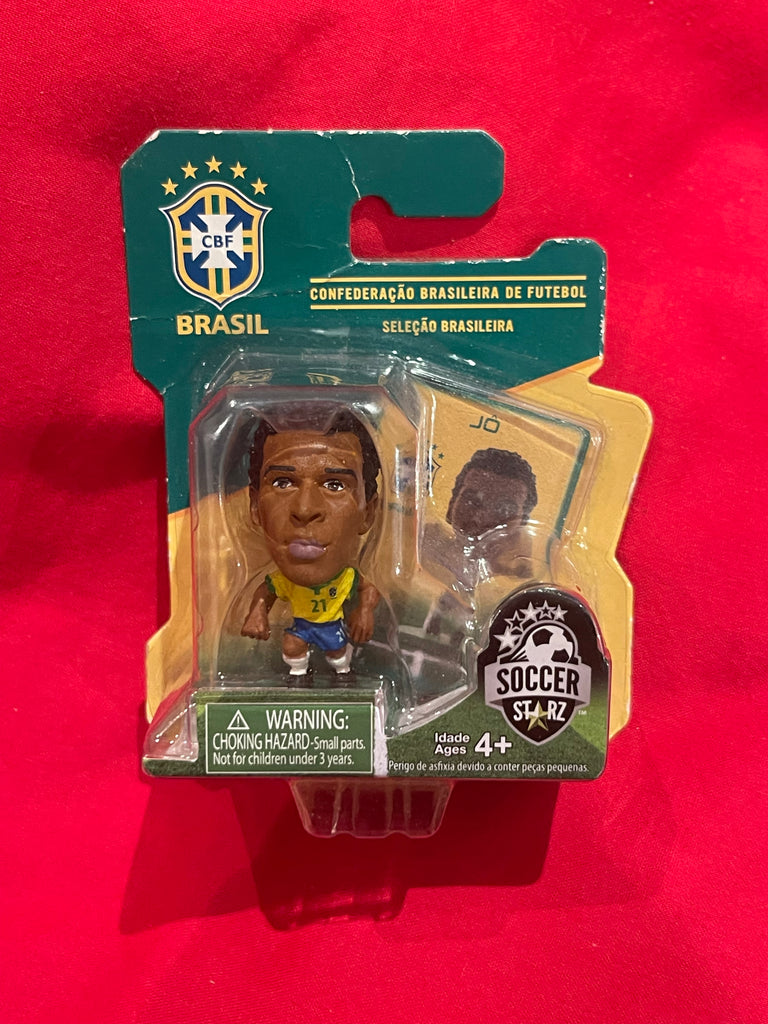 CBF
BRASIL
CONFEDERAÇÃO BRASILEIRA DE FUTEBOL
SELEÇÃO BRASILEIRA
JÔ
21
SOCCER
STARZ
TM
WARNING:
CHOKING HAZARD-Small parts.
Not for children under 3 years.
Idade
Ages 4+
Perigo de asfixia devido a conter peças pequenas.